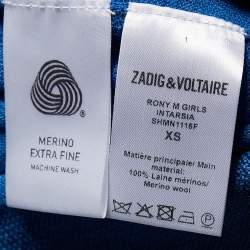 MERINO
EXTRA FINE
MACHINE WASH
1
ZADIG&VOLTAIRE
RONY M GIRLS
INTARSIA
SHMN1116F
XS
Matière principale/ Main
material:
100% Laine mérinos/
Merino wool
P